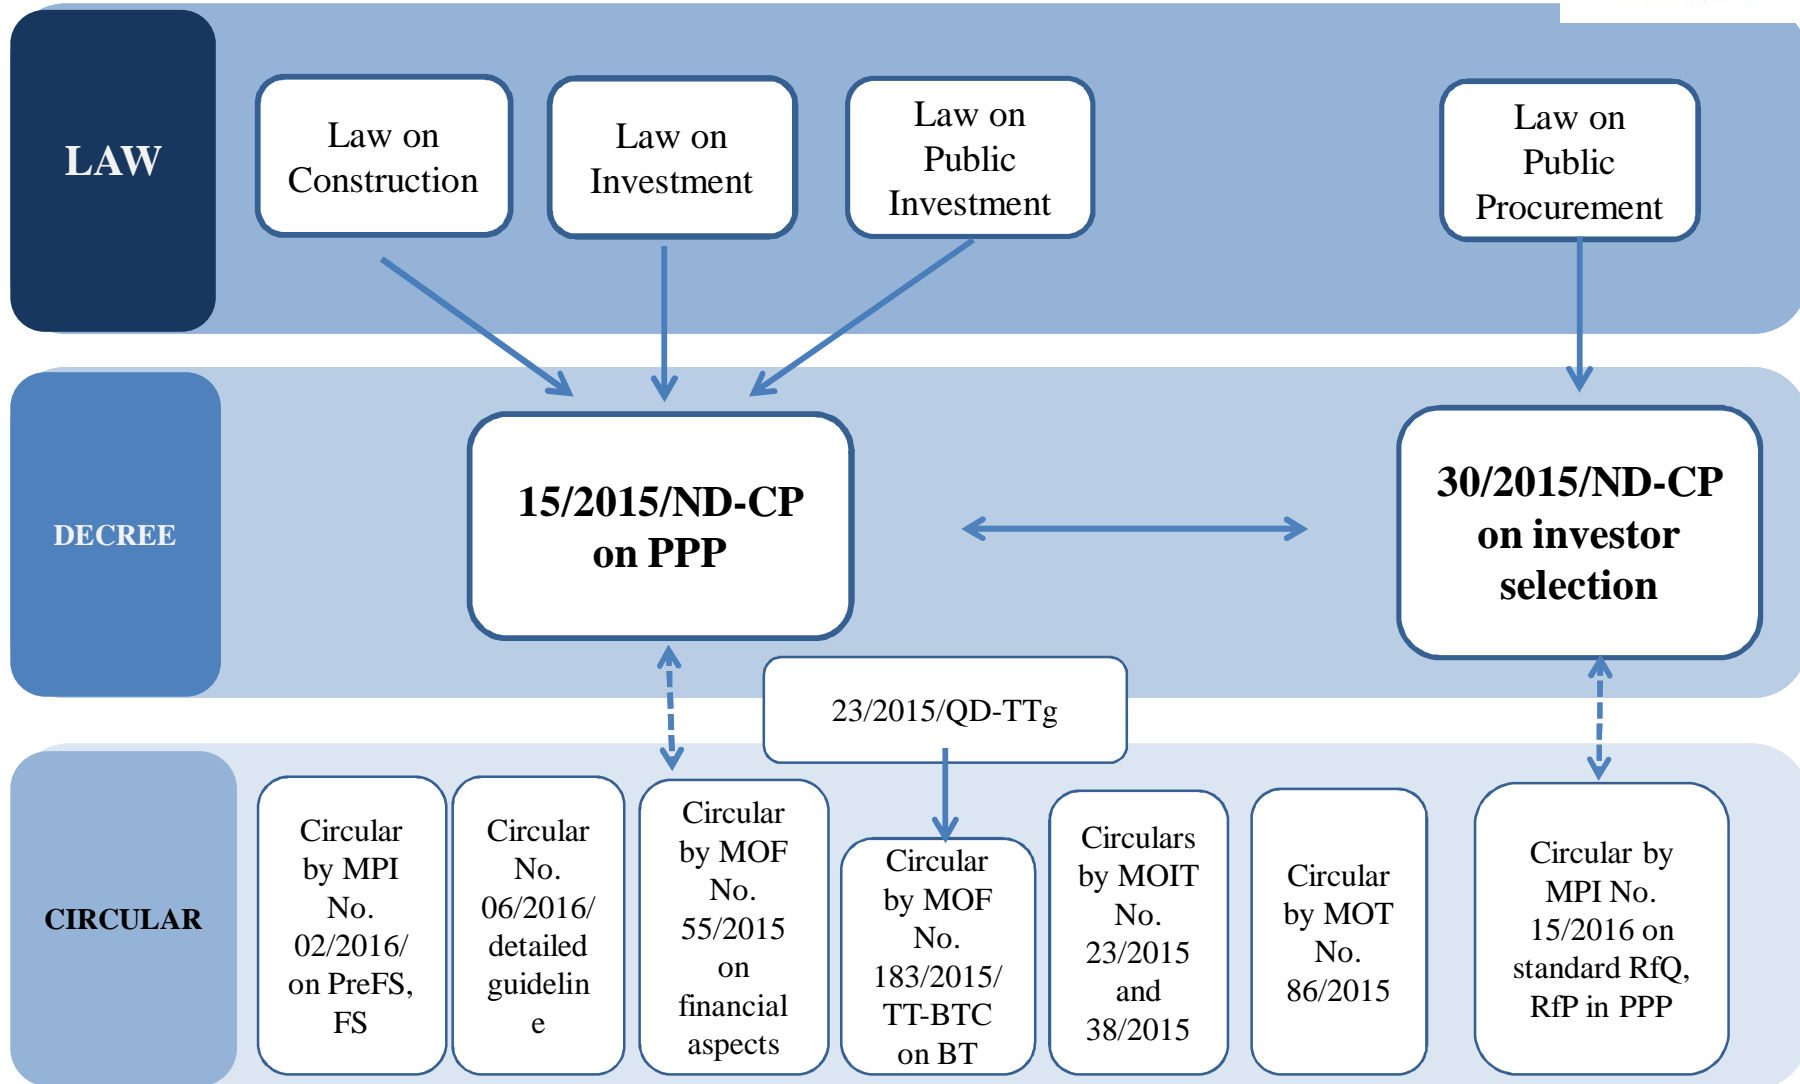 LAW
Law on
Construction
Law on
Investment
Law on
Public
Investment
Law on
Public
Procurement
DECREE
15/2015/ND-CP
on PPP
30/2015/ND-CP
on investor
selection
23/2015/QD-TTg
CIRCULAR
Circular
by MPI
No.
02/2016/
on PreFS,
FS
Circular
No.
06/2016/
detailed
guidelin
e
Circular
by MOF
No.
55/2015
on
financial
aspects
Circular
by MOF
No.
183/2015/
TT-BTC
on BT
Circulars
by MOIT
No.
23/2015
and
38/2015
Circular
by MOT
No.
86/2015
Circular by
MPI No.
15/2016 on
standard RfQ,
RfP in PPP